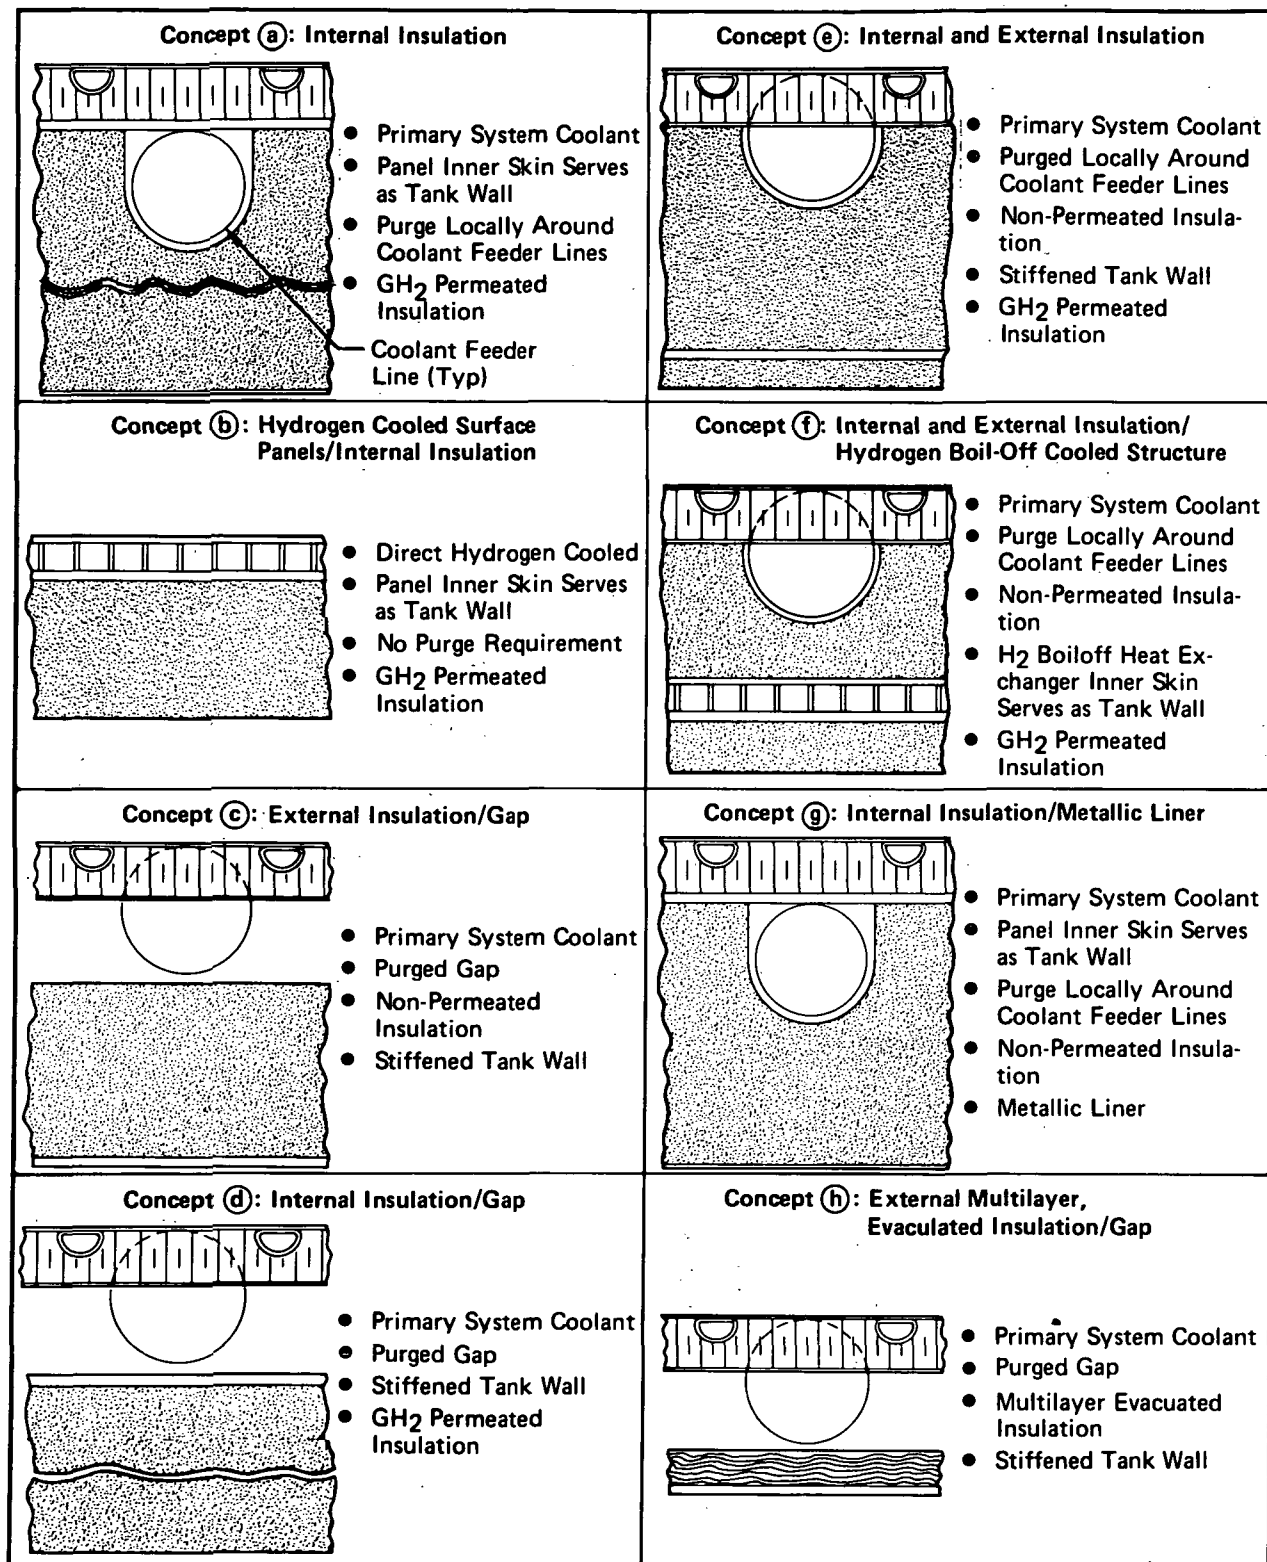 Concept ⓐ: Internal Insulation
● Primary System Coolant
● Panel Inner Skin Serves
as Tank Wall
● Purge Locally Around
Coolant Feeder Lines
● GH2 Permeated
Insulation
Coolant Feeder
Line (Typ)
Concept ⓑ: Hydrogen Cooled Surface
Panels/Internal Insulation
● Direct Hydrogen Cooled
● Panel Inner Skin Serves
as Tank Wall
● No Purge Requirement
● GH2 Permeated
Insulation
Concept ⓒ: External Insulation/Gap
● Primary System Coolant
● Purged Gap
● Non-Permeated
Insulation
● Stiffened Tank Wall
Concept ⓓ: Internal Insulation/Gap
● Primary System Coolant
● Purged Gap
● Stiffened Tank Wall
● GH2 Permeated
Insulation
Concept ⓔ: Internal and External Insulation
● Primary System Coolant
● Purged Locally Around
Coolant Feeder Lines
● Non-Permeated Insula-
tion
● Stiffened Tank Wall
● GH2 Permeated
Insulation
Concept ⓕ: Internal and External Insulation/
Hydrogen Boil-Off Cooled Structure
● Primary System Coolant
● Purge Locally Around
Coolant Feeder Lines
● Non-Permeated Insula-
tion
● H2 Boiloff Heat Ex-
changer Inner Skin
Serves as Tank Wall
● GH2 Permeated
Insulation
Concept ⓖ: Internal Insulation/Metallic Liner
● Primary System Coolant
● Panel Inner Skin Serves
as Tank Wall
● Purge Locally Around
Coolant Feeder Lines
● Non-Permeated Insula-
tion
● Metallic Liner
Concept ⓗ: External Multilayer,
Evaculated Insulation/Gap
● Primary System Coolant
● Purged Gap
● Multilayer Evacuated
Insulation
● Stiffened Tank Wall